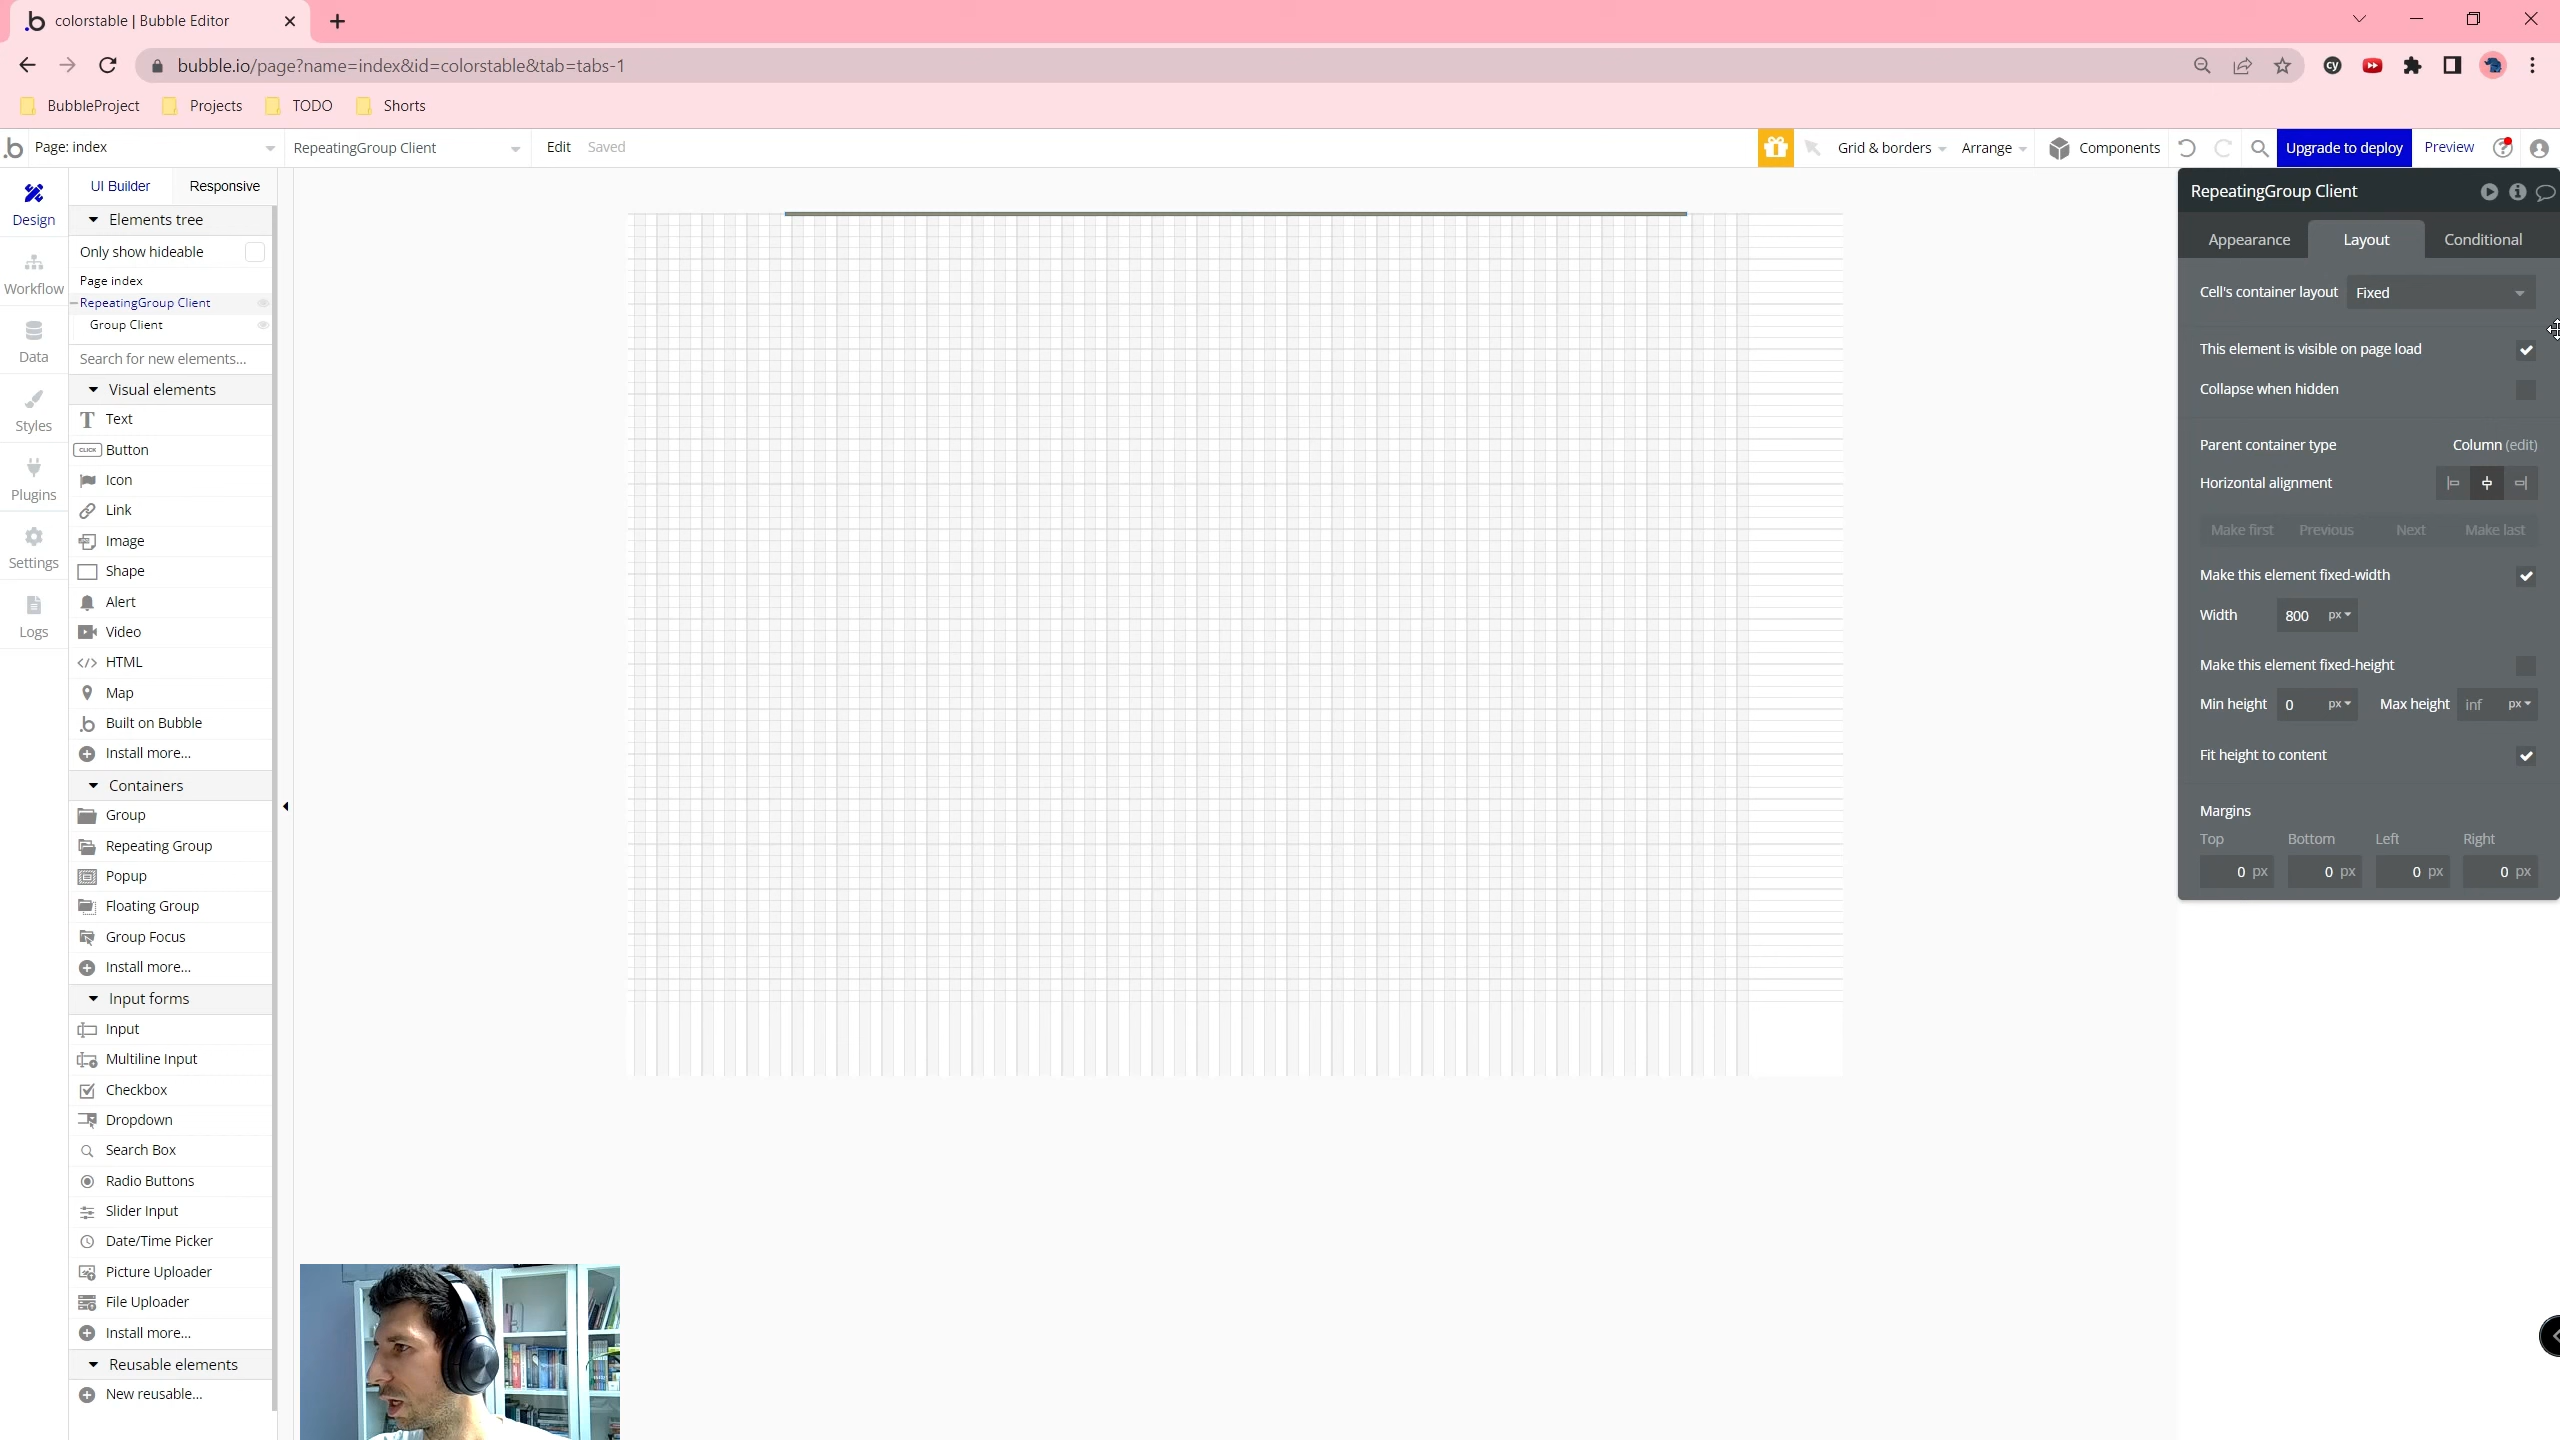 colorstable | Bubble Editor
bubble.io/page?name=index&id=colorstable&tab=tabs-1
BubbleProject Projects TODO Shorts
Page: index RepeatingGroup Client Edit Saved Grid & borders Arrange Components Upgrade to deploy Preview
Design
Workflow
Data
Styles
Plugins
Settings
Logs
UI Builder Responsive
Elements tree
Only show hideable
Page index
RepeatingGroup Client
Group Client
Search for new elements...
Visual elements
Text
CLICK Button
Icon
Link
Image
Shape
Alert
Video
HTML
Map
Built on Bubble
Install more...
Containers
Group
Repeating Group
Popup
Floating Group
Group Focus
Install more...
Input forms
Input
Multiline Input
Checkbox
Dropdown
Search Box
Radio Buttons
Slider Input
Date/Time Picker
Picture Uploader
File Uploader
Install more...
Reusable elements
New reusable...
RepeatingGroup Client
Appearance Layout Conditional
Cell's container layout Fixed
This element is visible on page load
Collapse when hidden
Parent container type Column (edit)
Horizontal alignment
Make first Previous Next Make last
Make this element fixed-width
Width 800 px
Make this element fixed-height
Min height 0 px Max height inf px
Fit height to content
Margins
Top Bottom Left Right
0 px 0 px 0 px 0 px